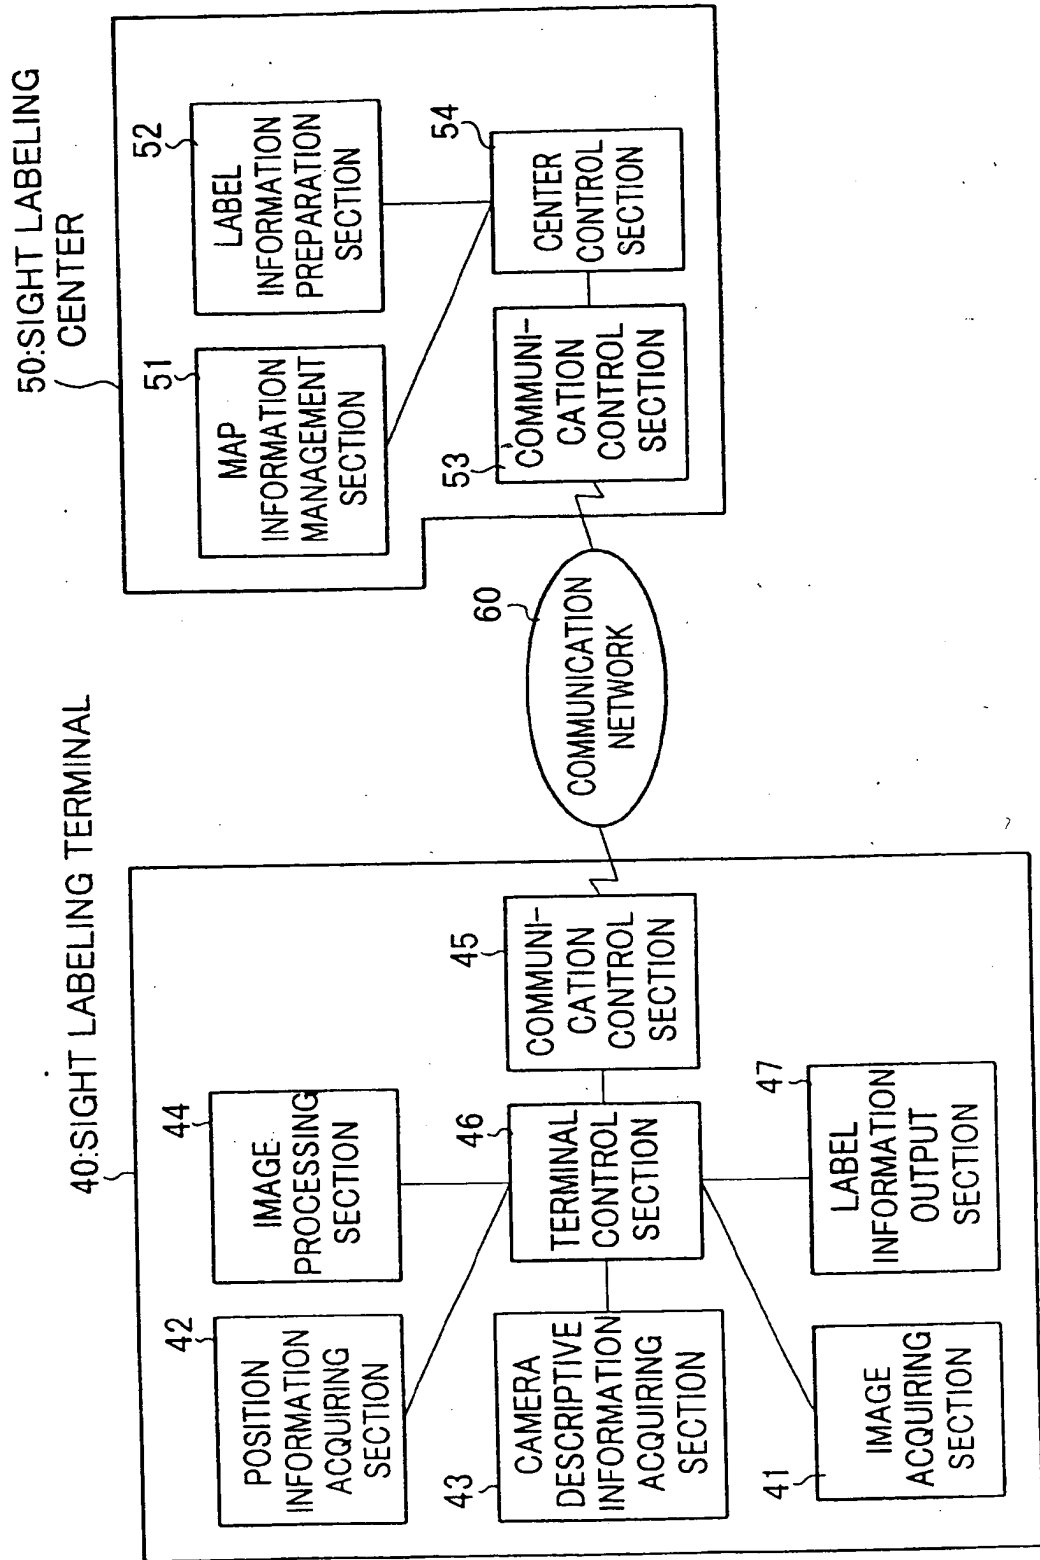 40:SIGHT LABELING TERMINAL
42
POSITION
INFORMATION
ACQUIRING
SECTION
44
IMAGE
PROCESSING
SECTION
43
CAMERA
DESCRIPTIVE
INFORMATION
ACQUIRING
SECTION
46
TERMINAL
CONTROL
SECTION
45
COMMUNI-
CATION
CONTROL
SECTION
41
IMAGE
ACQUIRING
SECTION
47
LABEL
INFORMATION
OUTPUT
SECTION
60
COMMUNICATION
NETWORK
50:SIGHT LABELING
CENTER
51
MAP
INFORMATION
MANAGEMENT
SECTION
52
LABEL
INFORMATION
PREPARATION
SECTION
53
COMMUNI-
CATION
CONTROL
SECTION
54
CENTER
CONTROL
SECTION